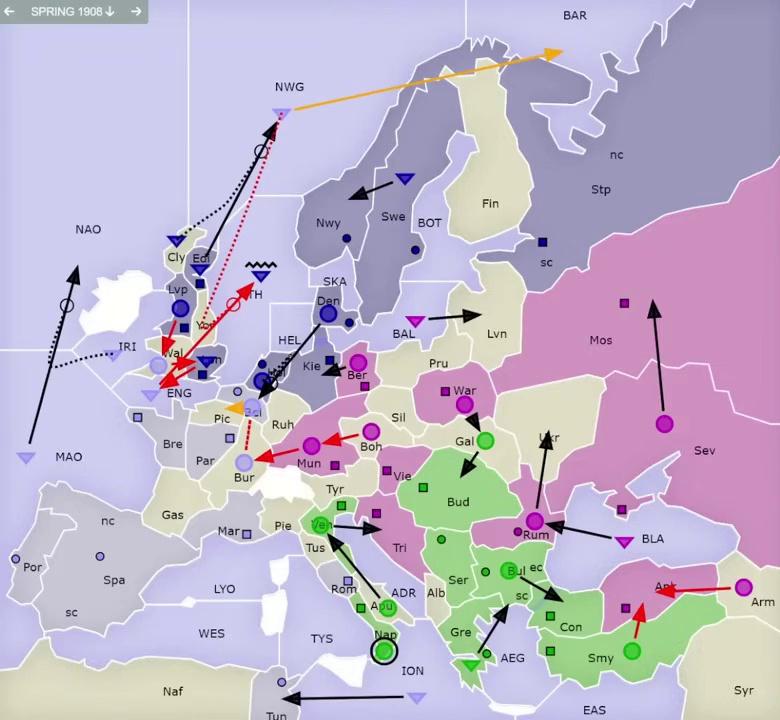 ← SPRING 1908 ↓ →
BAR
NWG
nc
Stp
Fin
Nwy
Swe
BOT
NAO
Cly
Edi
sc
SKA
Lvp
TH
Den
Yor
Lvn
Mos
IRI
Wal
BAL
HEL
Kie
Hol
Pru
Ber
ENG
War
Bel
Pic
Sil
Ruh
Gal
Ukr
Bre
Boh
Sev
MAO
Par
Mun
Vie
Bur
Tyr
Bud
nc
Gas
Mar
Pie
Ven
Rum
BLA
Tus
Tri
Por
Spa
Rom
ADR
Ser
Bul
ec
Ank
LYO
Apu
Alb
sc
Arm
sc
WES
TYS
Nap
Gre
Con
ION
AEG
Smy
Naf
Syr
Tun
EAS